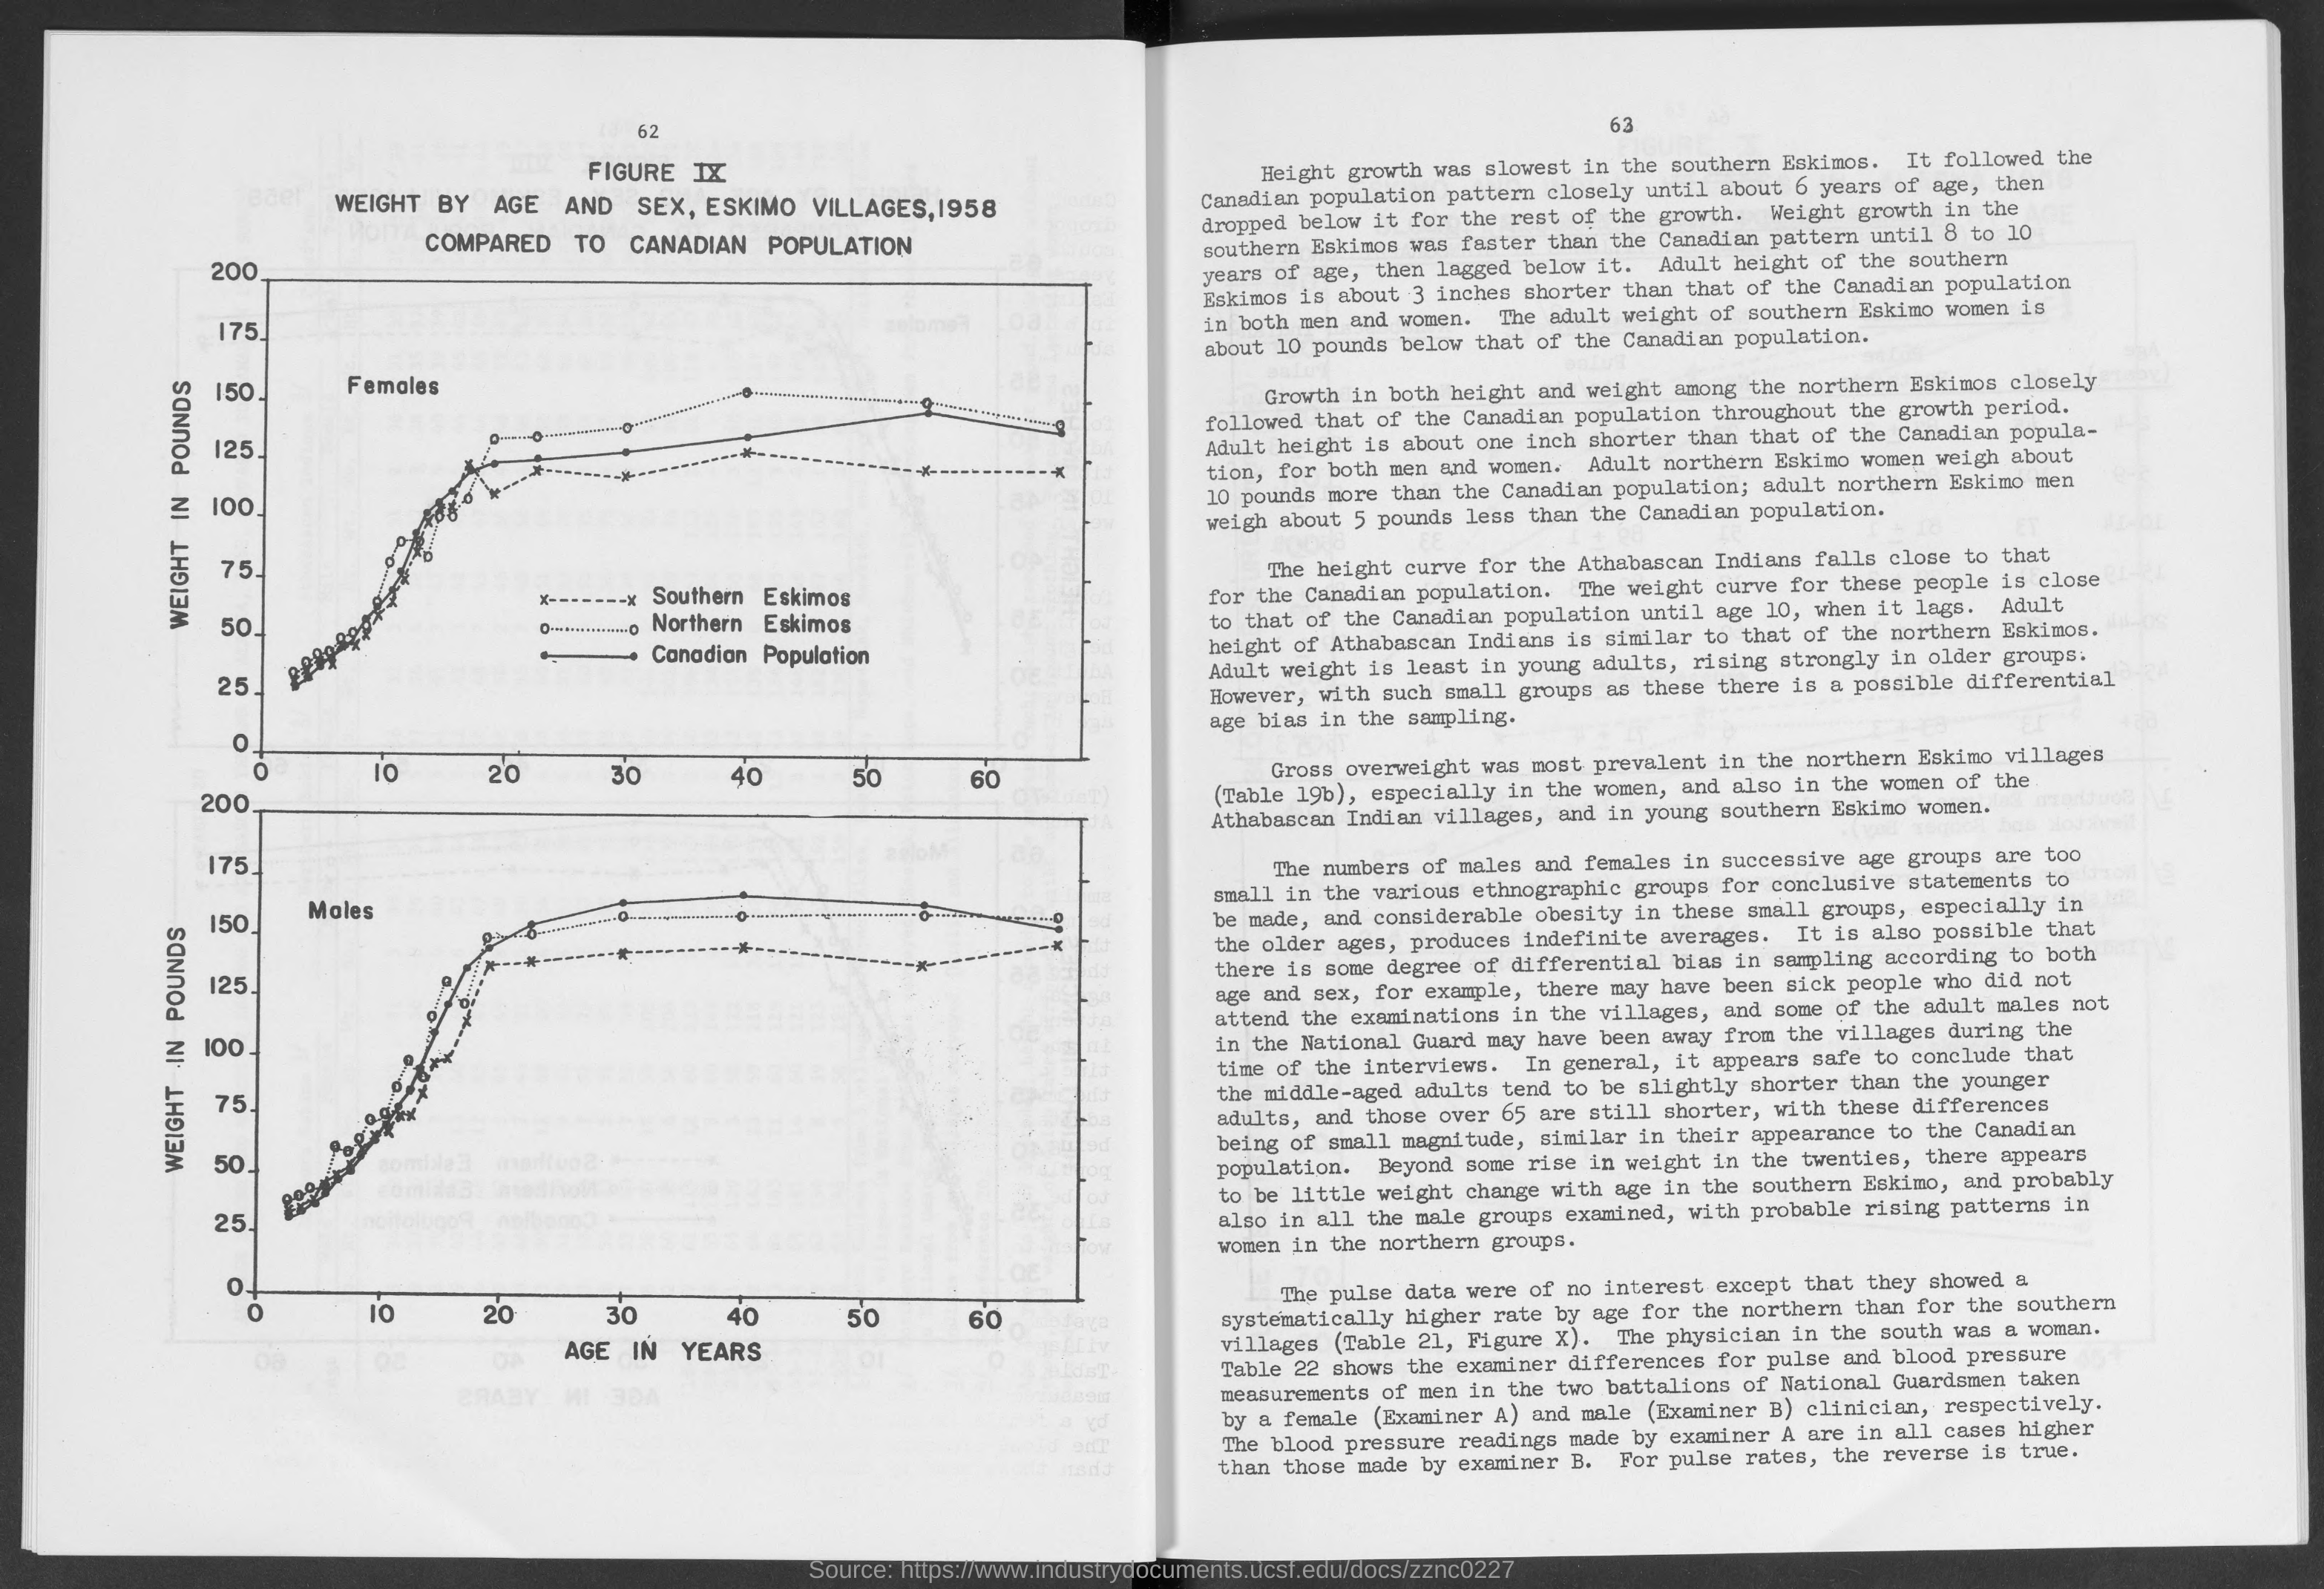 62
FIGURE IX
WEIGHT BY AGE AND SEX, ESKIMO VILLAGES, 1958
COMPARED TO CANADIAN POPULATION
200
175
150
125
100
75
50
25
0
WEIGHT IN POUNDS
Females
x-------x Southern Eskimos
o..........o Northern Eskimos
Canadian Population
0 10 20 30 40 50 60
200
175
150
125
100
75
50
25
0
WEIGHT IN POUNDS
Males
0 10 20 30 40 50 60
AGE IN YEARS
63
Height growth was slowest in the southern Eskimos. It followed the
Canadian population pattern closely until about 6 years of age, then
dropped below it for the rest of the growth. Weight growth in the
southern Eskimos was faster than the Canadian pattern until 8 to 10
years of age, then lagged below it. Adult height of the southern
Eskimos is about 3 inches shorter than that of the Canadian population
in both men and women. The adult weight of southern Eskimo women is
about 10 pounds below that of the Canadian population.
Growth in both height and weight among the northern Eskimos closely
followed that of the Canadian population throughout the growth period.
Adult height is about one inch shorter than that of the Canadian popula-
tion, for both men and women. Adult northern Eskimo women weigh about
10 pounds more than the Canadian population; adult northern Eskimo men
weigh about 5 pounds less than the Canadian population.
The height curve for the Athabascan Indians falls close to that
for the Canadian population. The weight curve for these people is close
to that of the Canadian population until age 10, when it lags. Adult
height of Athabascan Indians is similar to that of the northern Eskimos.
Adult weight is least in young adults, rising strongly in older groups.
However, with such small groups as these there is a possible differential
age bias in the sampling.
Gross overweight was most prevalent in the northern Eskimo villages
(Table 19b), especially in the women, and also in the women of the
Athabascan Indian villages, and in young southern Eskimo women.
The numbers of males and females in successive age groups are too
small in the various ethnographic groups for conclusive statements to
be made, and considerable obesity in these small groups, especially in
the older ages, produces indefinite averages. It is also possible that
there is some degree of differential bias in sampling according to both
age and sex, for example, there may have been sick people who did not
attend the examinations in the villages, and some of the adult males not
in the National Guard may have been away from the villages during the
time of the interviews. In general, it appears safe to conclude that
the middle-aged adults tend to be slightly shorter than the younger
adults, and those over 65 are still shorter, with these differences
being of small magnitude, similar in their appearance to the Canadian
population. Beyond some rise in weight in the twenties, there appears
to be little weight change with age in the southern Eskimo, and probably
also in all the male groups examined, with probable rising patterns in
women in the northern groups.
The pulse data were of no interest except that they showed a
systematically higher rate by age for the northern than for the southern
villages (Table 21, Figure X). The physician in the south was a woman.
Table 22 shows the examiner differences for pulse and blood pressure
measurements of men in the two battalions of National Guardsmen taken
by a female (Examiner A) and male (Examiner B) clinician, respectively.
The blood pressure readings made by examiner A are in all cases higher
than those made by examiner B. For pulse rates, the reverse is true.
Source: https://www.industrydocuments.ucsf.edu/docs/zznc0227